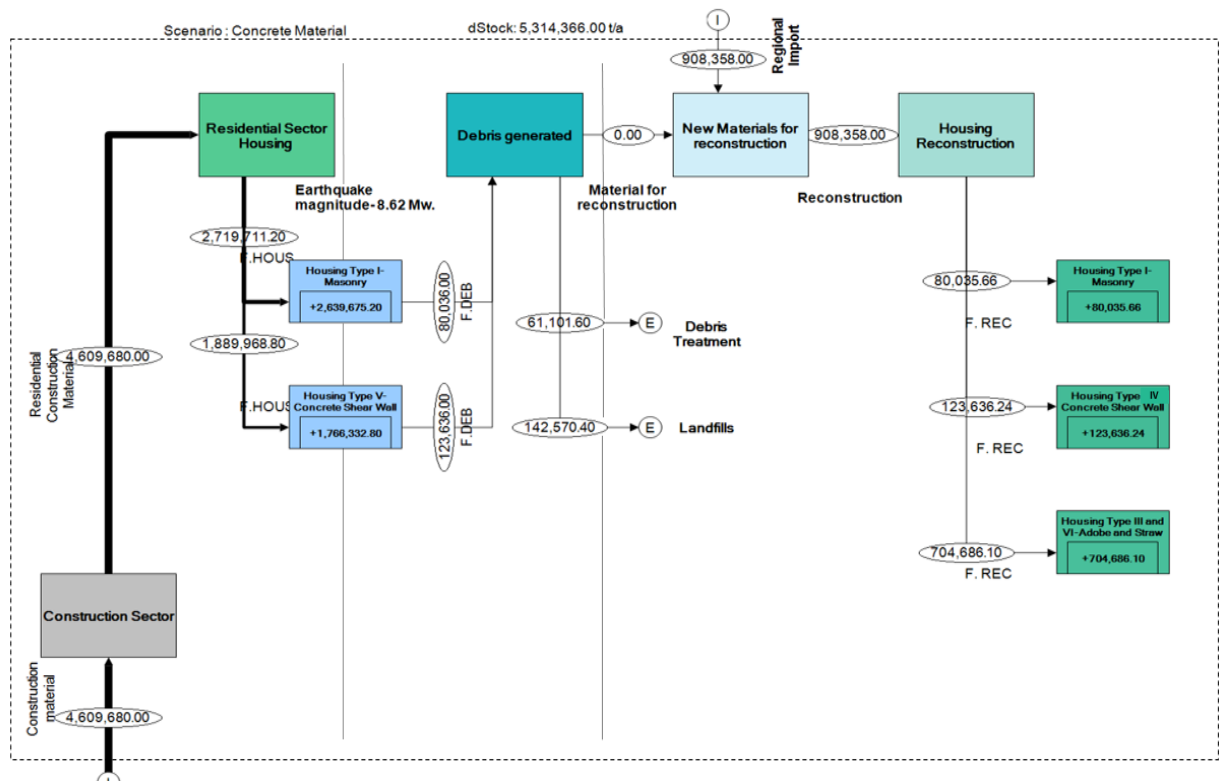 Scenario : Concrete Material
dStock: 5,314,366.00 t/a
I
908,358.00
Regional
Import
Residential Sector
Housing
Debris generated
0.00
New Materials for
reconstruction
908,358.00
Housing
Reconstruction
Earthquake
magnitude-8.62 Mw.
Material for
reconstruction
Reconstruction
2,719,711.20
F.HOUS
Housing Type I-
Masonry
+2,639,675.20
80,036.00
F.DEB
1,889,968.80
F.HOUS
Housing Type V-
Concrete Shear Wall
+1,766,332.80
123,636.00
F.DEB
61,101.60
E
Debris
Treatment
142,570.40
E
Landfills
80,035.66
F. REC
Housing Type I-
Masonry
+80,035.66
123,636.24
F. REC
Housing Type IV
Concrete Shear Wall
+123,636.24
704,686.10
F. REC
Housing Type III and
VI-Adobe and Straw
+704,686.10
Residential
Construction
Material
4,609,680.00
Construction Sector
Construction
material
4,609,680.00